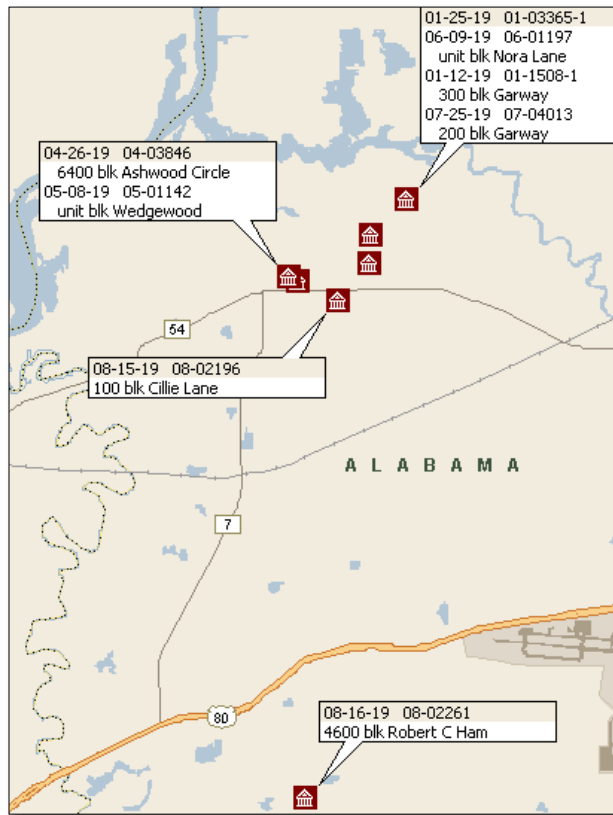 01-25-19 01-03365-1
06-09-19 06-01197
unit blk Nora Lane
01-12-19 01-1508-1
300 blk Garway
07-25-19 07-04013
200 blk Garway
04-26-19 04-03846
6400 blk Ashwood Circle
05-08-19 05-01142
unit blk Wedgewood
54
08-15-19 08-02196
100 blk Cillie Lane
ALABAMA
7
80
08-16-19 08-02261
4600 blk Robert C Ham